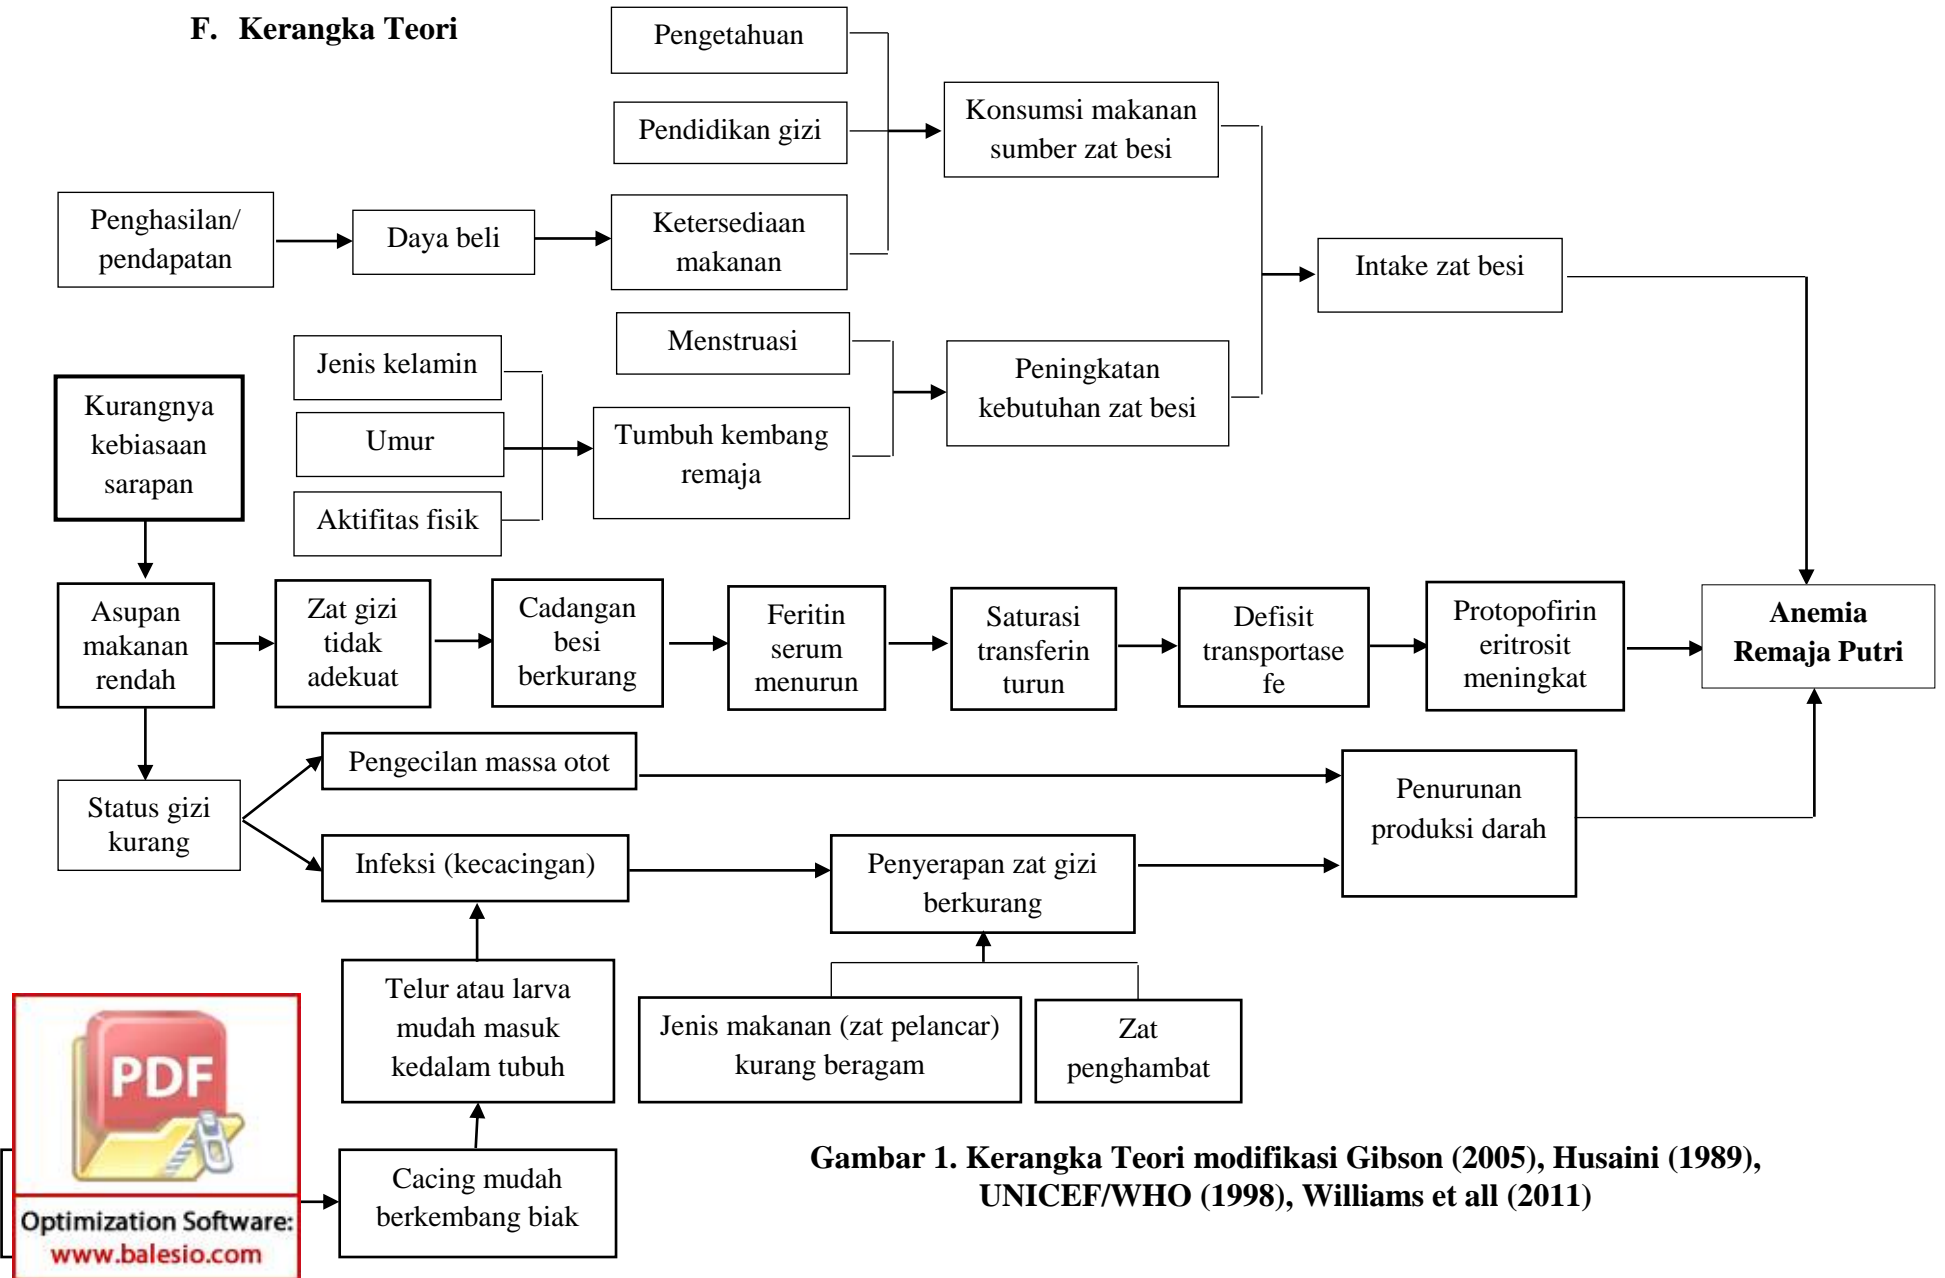 F. Kerangka Teori
Pengetahuan
Pendidikan gizi
Konsumsi makanan
sumber zat besi
Penghasilan/
pendapatan
Daya beli
Ketersediaan
makanan
Intake zat besi
Menstruasi
Jenis kelamin
Umur
Aktifitas fisik
Tumbuh kembang
remaja
Peningkatan
kebutuhan zat besi
Kurangnya
kebiasaan
sarapan
Asupan
makanan
rendah
Zat gizi
tidak
adekuat
Cadangan
besi
berkurang
Feritin
serum
menurun
Saturasi
transferin
turun
Defisit
transportase
fe
Protopofirin
eritrosit
meningkat
Anemia
Remaja Putri
Status gizi
kurang
Pengecilan massa otot
Infeksi (kecacingan)
Penyerapan zat gizi
berkurang
Penurunan
produksi darah
Telur atau larva
mudah masuk
kedalam tubuh
Jenis makanan (zat pelancar)
kurang beragam
Zat
penghambat
Cacing mudah
berkembang biak
PDF
Optimization Software:
www.balesio.com
Gambar 1. Kerangka Teori modifikasi Gibson (2005), Husaini (1989),
UNICEF/WHO (1998), Williams et all (2011)